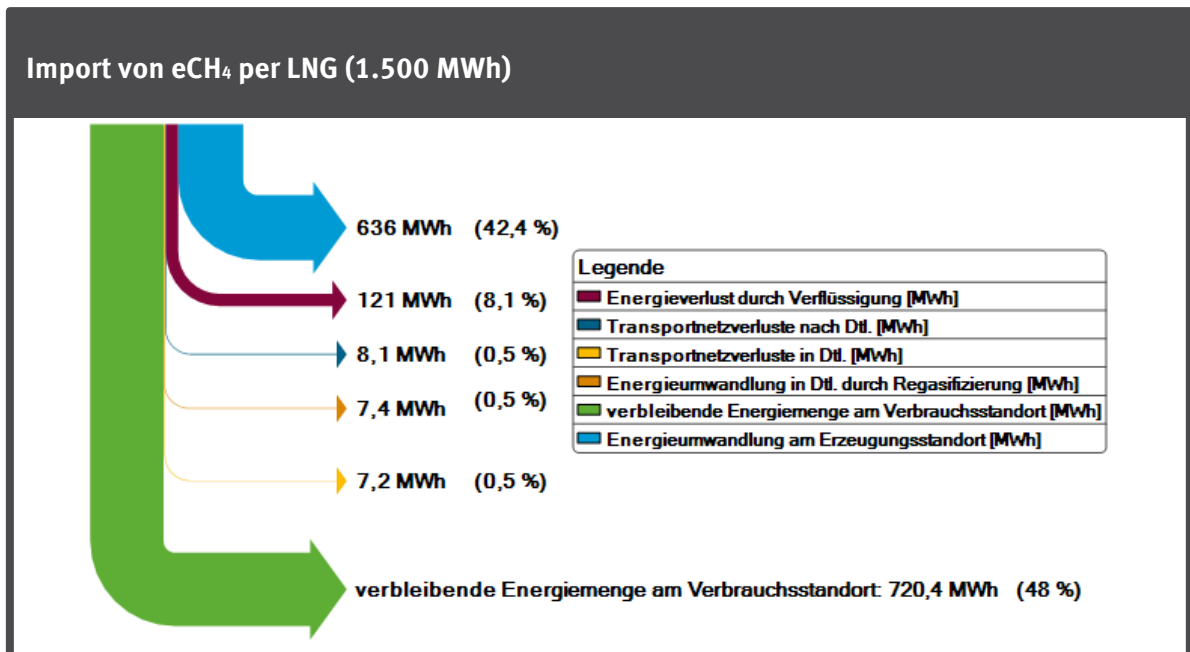 Import von eCH₄ per LNG (1.500 MWh)
636 MWh (42,4 %)
Legende
Energieverlust durch Verflüssigung [MWh]
Transportnetzverluste nach Dtl. [MWh]
Transportnetzverluste in Dtl. [MWh]
Energieumwandlung in Dtl. durch Regasifizierung [MWh]
verbleibende Energiemenge am Verbrauchsstandort [MWh]
Energieumwandlung am Erzeugungsstandort [MWh]
121 MWh (8,1 %)
8,1 MWh (0,5 %)
7,4 MWh (0,5 %)
7,2 MWh (0,5 %)
verbleibende Energiemenge am Verbrauchsstandort: 720,4 MWh (48 %)